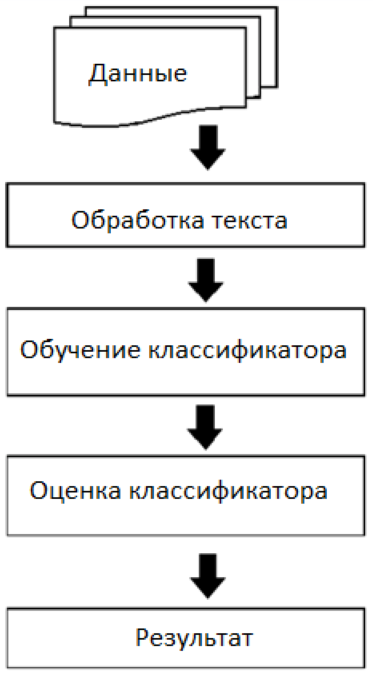 Данные
Обработка текста
Обучение классификатора
Оценка классификатора
Результат